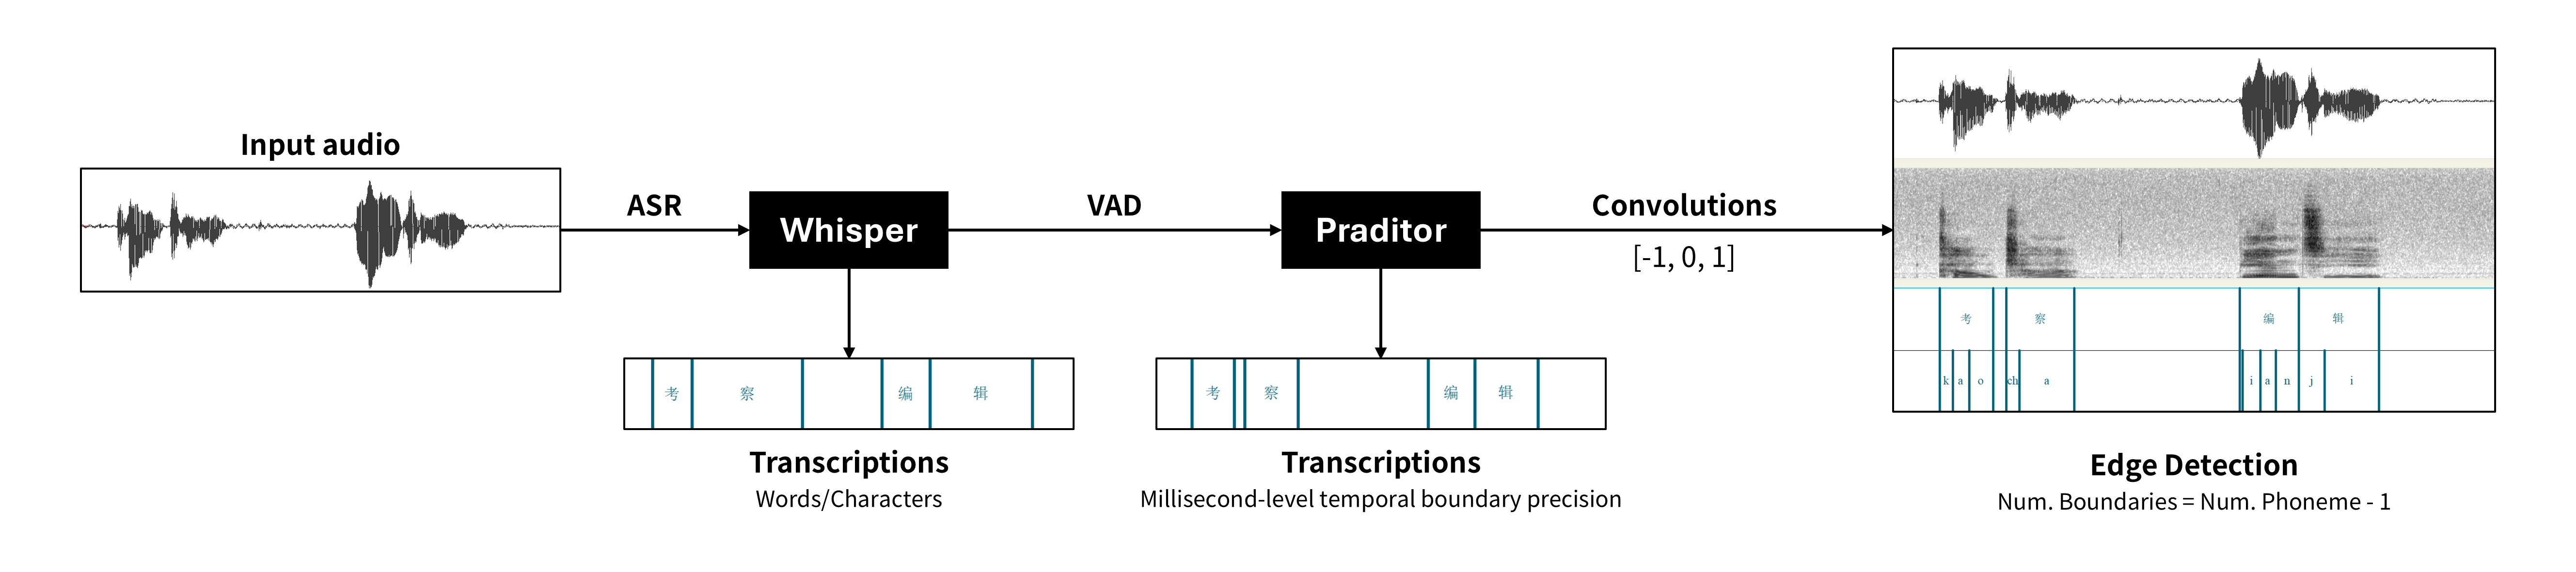 Input audio
ASR
Whisper
VAD
Praditor
Convolutions
[-1, 0, 1]
考 察 编 辑
Transcriptions
Words/Characters
考 察 编 辑
Transcriptions
Millisecond-level temporal boundary precision
考 察 编 辑
k a o ch a i a n j i
Edge Detection
Num. Boundaries = Num. Phoneme - 1